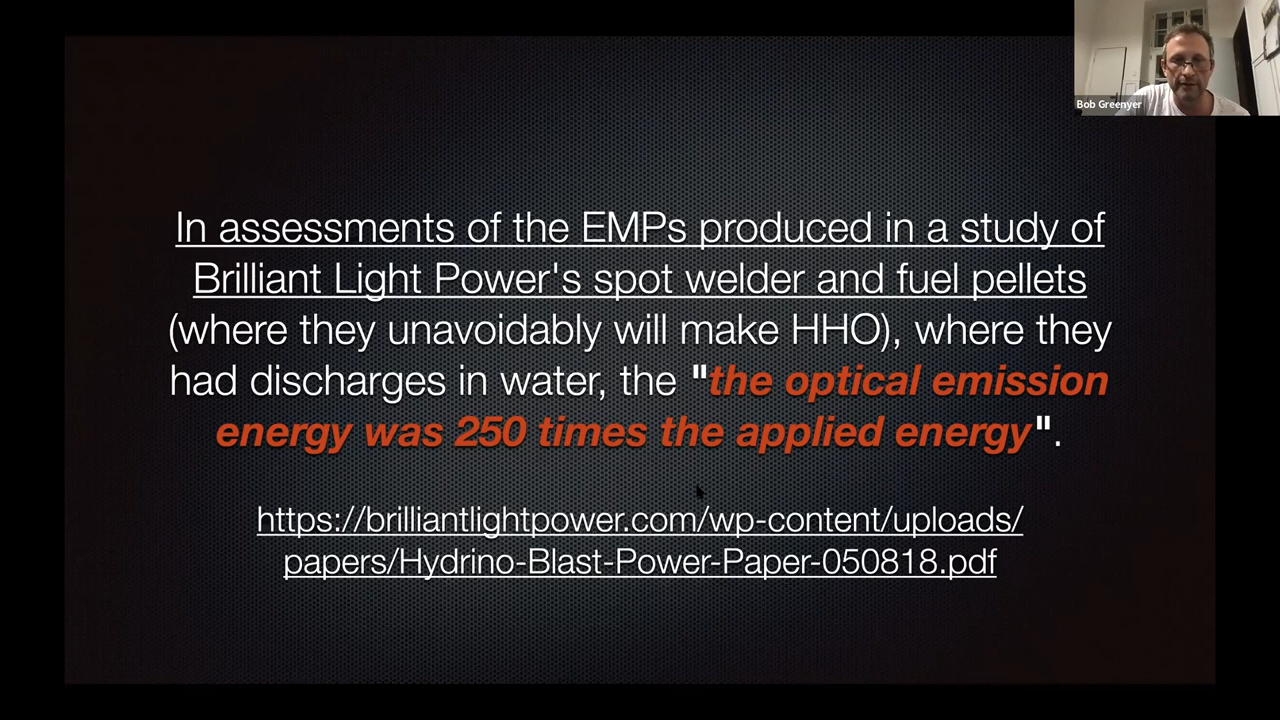 Bob Greenyer
In assessments of the EMPs produced in a study of
Brilliant Light Power's spot welder and fuel pellets
(where they unavoidably will make HHO), where they
had discharges in water, the "the optical emission
energy was 250 times the applied energy".
https://brilliantlightpower.com/wp-content/uploads/
papers/Hydrino-Blast-Power-Paper-050818.pdf